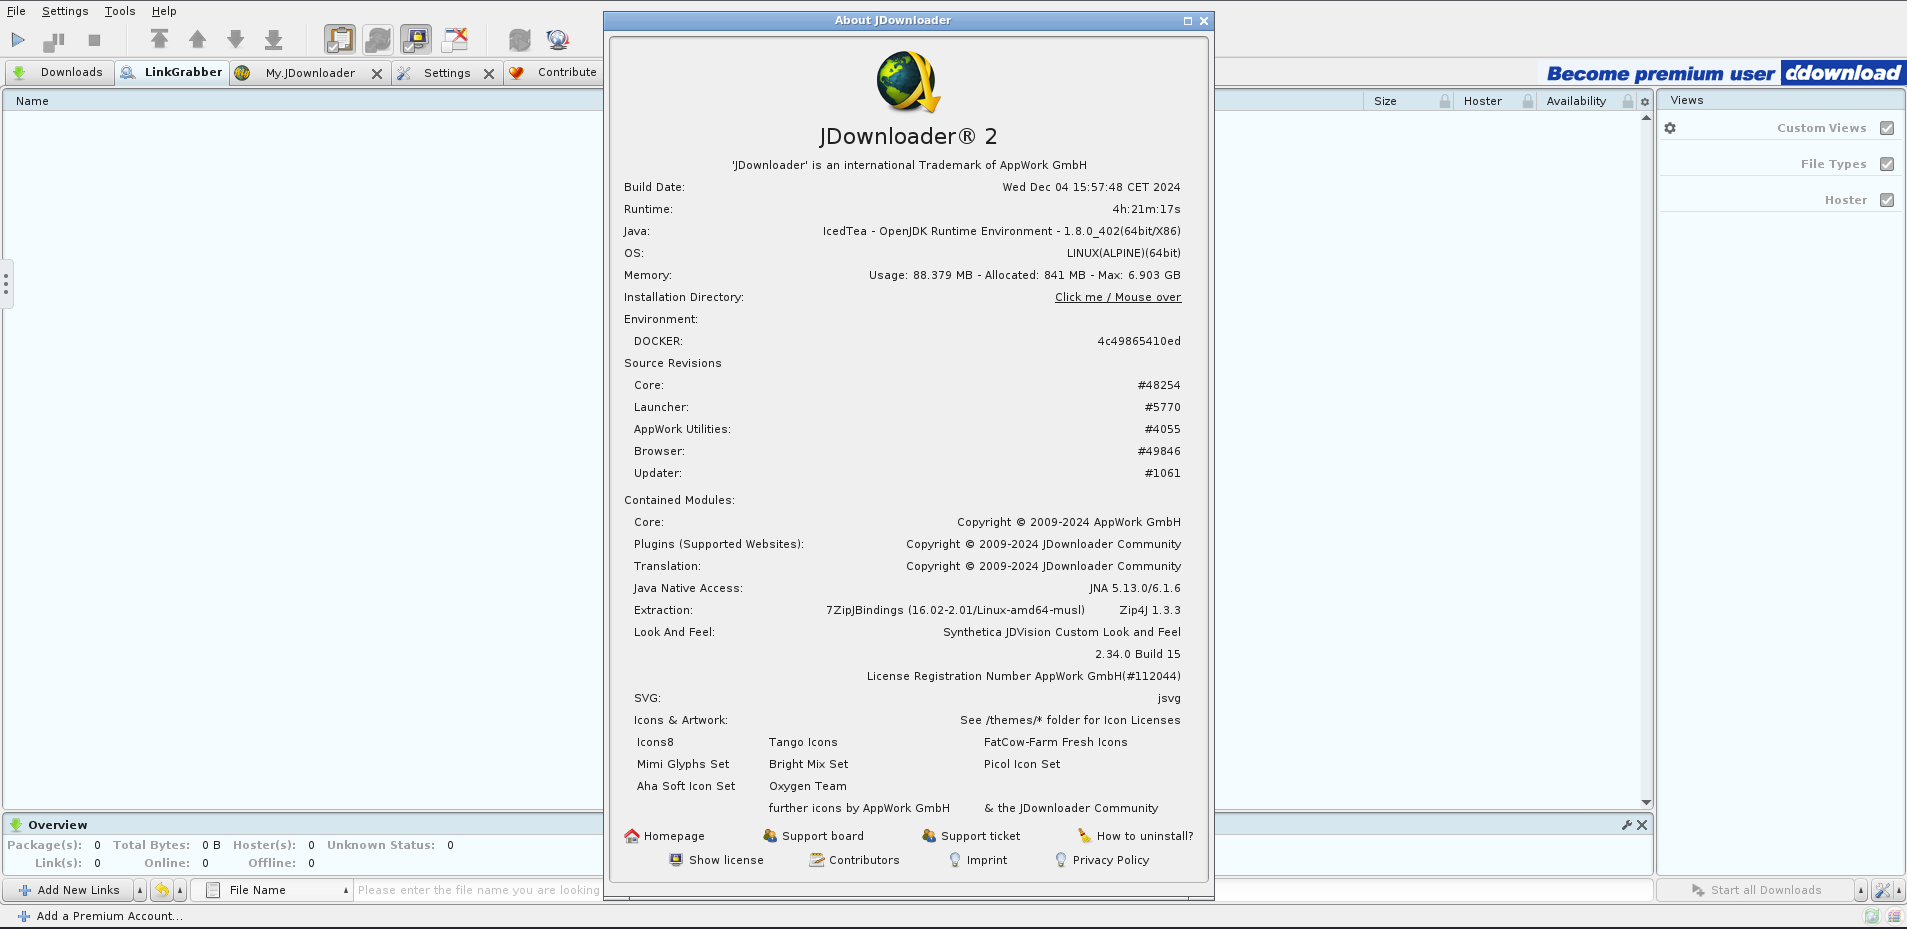 File Settings Tools Help
About JDownloader
Downloads LinkGrabber My.JDownloader Settings Contribute
Become premium user ddownload
Name Size Hoster Availability
Views
Custom Views
File Types
Hoster
JDownloader® 2
'JDownloader' is an international Trademark of AppWork GmbH
Build Date: Wed Dec 04 15:57:48 CET 2024
Runtime: 4h:21m:17s
Java: IcedTea - OpenJDK Runtime Environment - 1.8.0_402(64bit/X86)
OS: LINUX(ALPINE)(64bit)
Memory: Usage: 88.379 MB - Allocated: 841 MB - Max: 6.903 GB
Installation Directory: Click me / Mouse over
Environment:
DOCKER: 4c49865410ed
Source Revisions
Core: #48254
Launcher: #5770
AppWork Utilities: #4055
Browser: #49846
Updater: #1061
Contained Modules:
Core: Copyright © 2009-2024 AppWork GmbH
Plugins (Supported Websites): Copyright © 2009-2024 JDownloader Community
Translation: Copyright © 2009-2024 JDownloader Community
Java Native Access: JNA 5.13.0/6.1.6
Extraction: 7ZipJBindings (16.02-2.01/Linux-amd64-musl) Zip4J 1.3.3
Look And Feel: Synthetica JDVision Custom Look and Feel
2.34.0 Build 15
License Registration Number AppWork GmbH(#112044)
SVG: jsvg
Icons & Artwork: See /themes/* folder for Icon Licenses
Icons8 Tango Icons FatCow-Farm Fresh Icons
Mimi Glyphs Set Bright Mix Set Picol Icon Set
Aha Soft Icon Set Oxygen Team
further icons by AppWork GmbH & the JDownloader Community
Homepage Support board Support ticket How to uninstall?
Show license Contributors Imprint Privacy Policy
Overview
Package(s): 0 Total Bytes: 0 B Hoster(s): 0 Unknown Status: 0
Link(s): 0 Online: 0 Offline: 0
Add New Links File Name Please enter the file name you are looking Start all Downloads
Add a Premium Account...